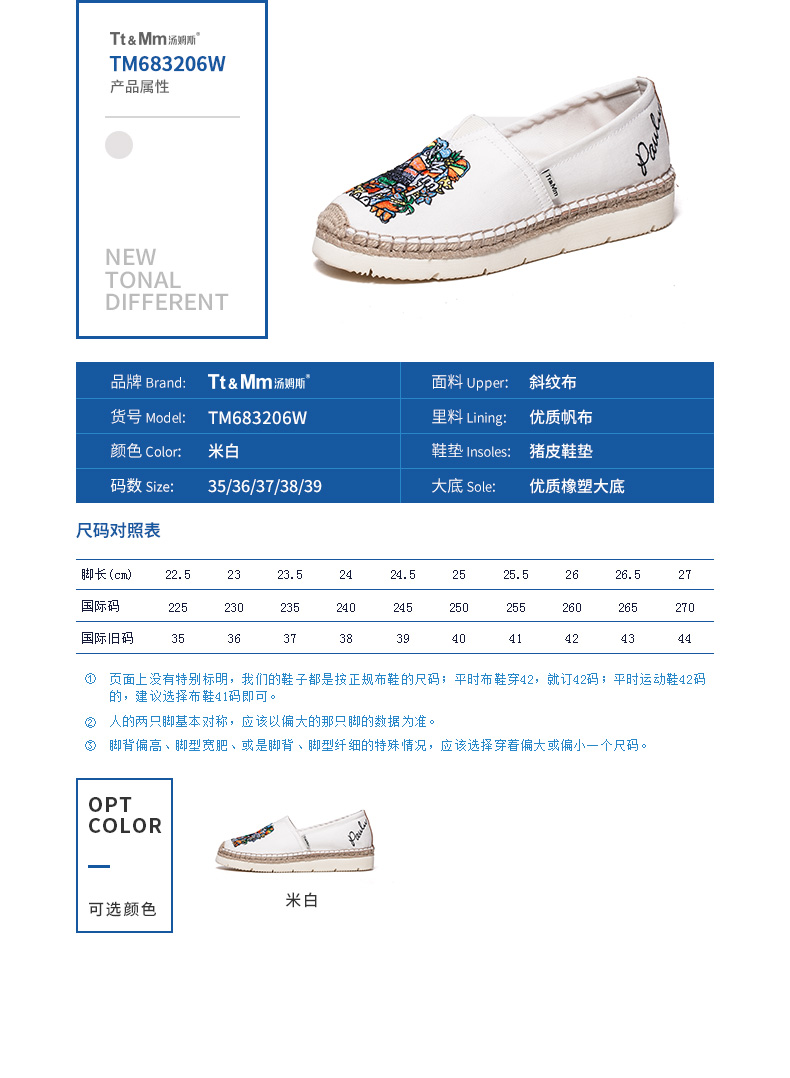 Tt&Mm汤姆斯®
TM683206W
产品属性
NEW
TONAL
DIFFERENT
Paul
Tt&Mm
品牌 Brand: Tt&Mm汤姆斯® 面料 Upper: 斜纹布
货号 Model: TM683206W 里料 Lining: 优质帆布
颜色 Color: 米白 鞋垫 Insoles: 猪皮鞋垫
码数 Size: 35/36/37/38/39 大底 Sole: 优质橡塑大底
尺码对照表
脚长(cm) 22.5 23 23.5 24 24.5 25 25.5 26 26.5 27
国际码 225 230 235 240 245 250 255 260 265 270
国际旧码 35 36 37 38 39 40 41 42 43 44
① 页面上没有特别标明，我们的鞋子都是按正规布鞋的尺码；平时布鞋穿42，就订42码；平时运动鞋42码
的，建议选择布鞋41码即可。
② 人的两只脚基本对称，应该以偏大的那只脚的数据为准。
③ 脚背偏高、脚型宽肥、或是脚背、脚型纤细的特殊情况，应该选择穿着偏大或偏小一个尺码。
OPT
COLOR
可选颜色
米白